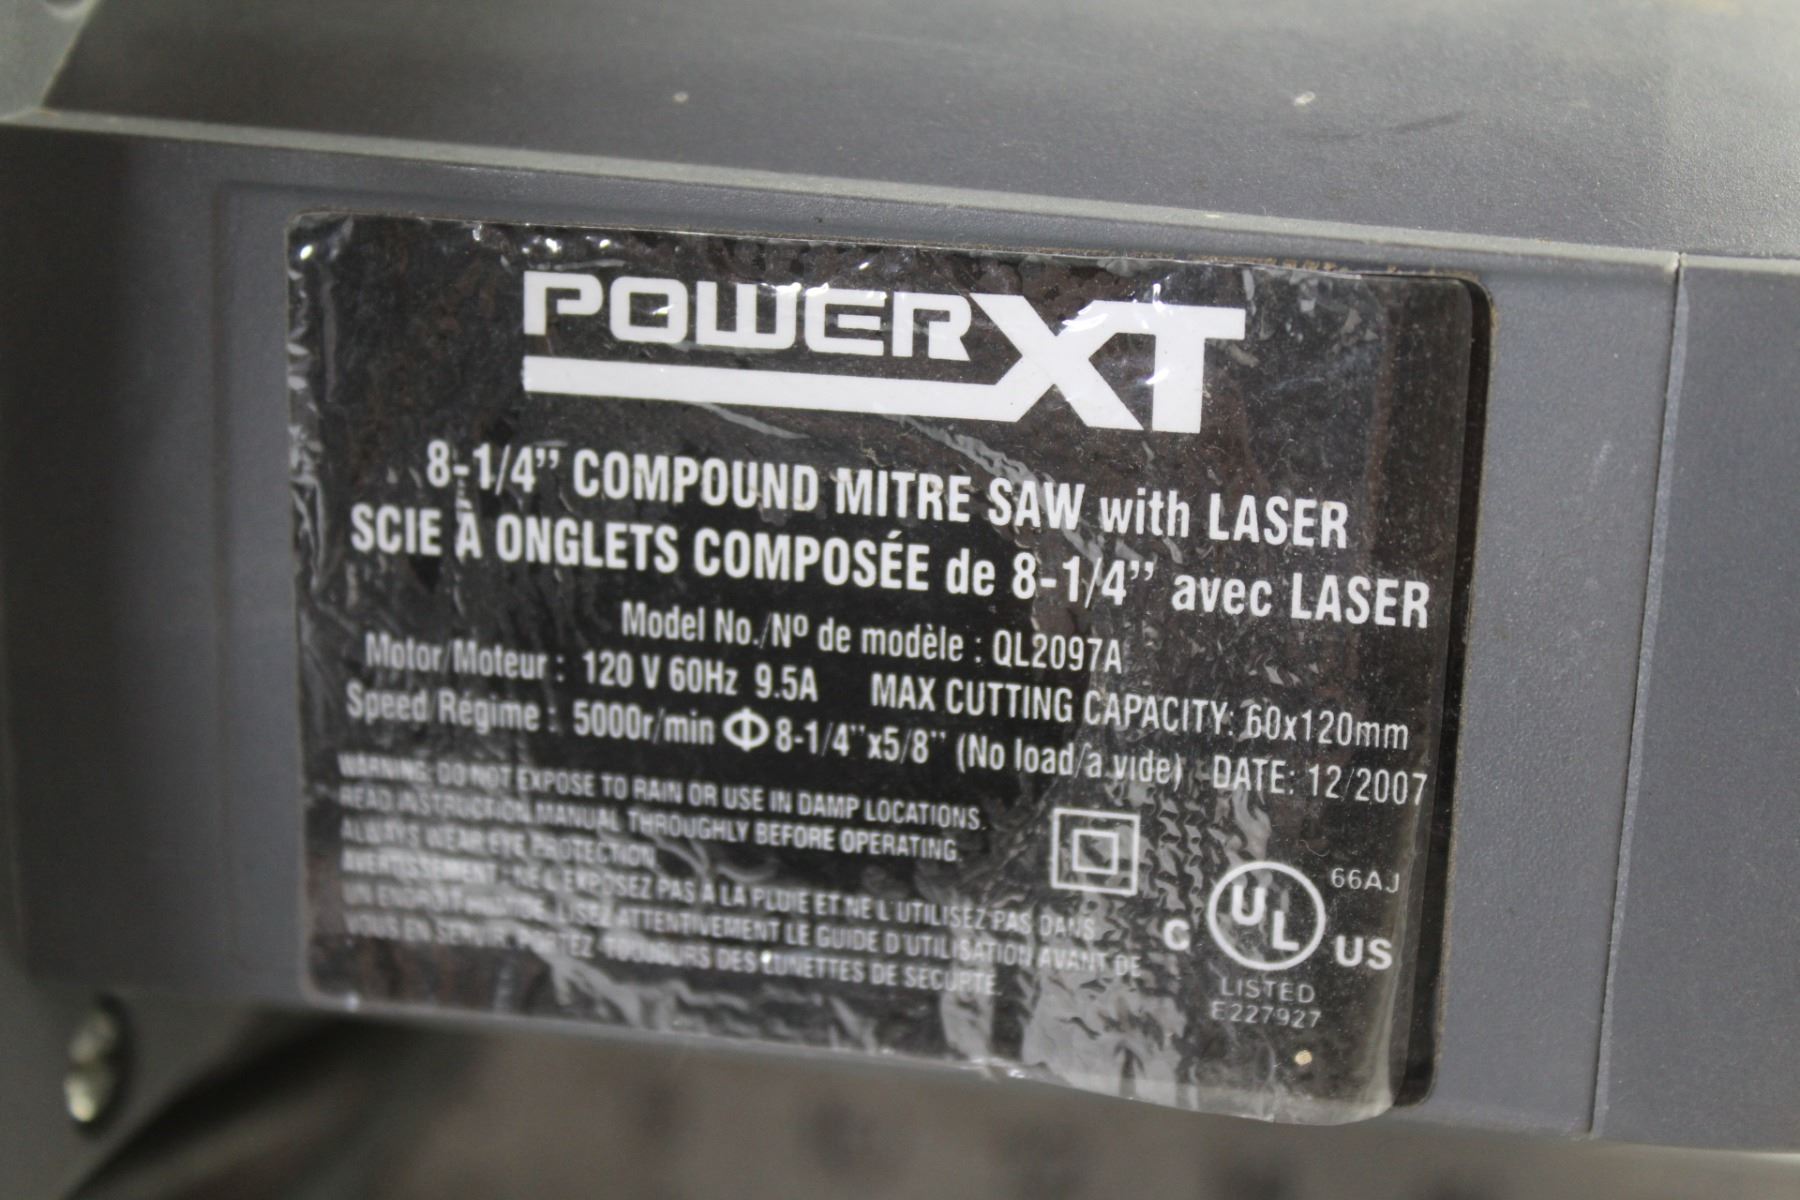 POWERXT
8-1/4" COMPOUND MITRE SAW with LASER
SCIE À ONGLETS COMPOSÉE de 8-1/4" avec LASER
Model No./Nº de modèle : QL2097A
Motor/Moteur : 120 V 60Hz 9.5A MAX CUTTING CAPACITY: 60x120mm
Speed Régime : 5000r/min Φ 8-1/4"x5/8" (No load/a vide) DATE: 12/2007
WARNING: DO NOT EXPOSE TO RAIN OR USE IN DAMP LOCATIONS.
READ INSTRUCTION MANUAL THROUGHLY BEFORE OPERATING.
ALWAYS WEAR EYE PROTECTION
AVERTISSEMENT : NE L'EXPOSEZ PAS A LA PLUIE ET NE L'UTILISEZ PAS DANS
UN ENDROIT LISEZ ATTENTIVEMENT LE GUIDE D'UTILISATION AVANT DE
VOUS EN SERVIR. PORTEZ TOUJOURS DES LUNETTES DE SECURITE.
66AJ
C UL US
LISTED
E227927